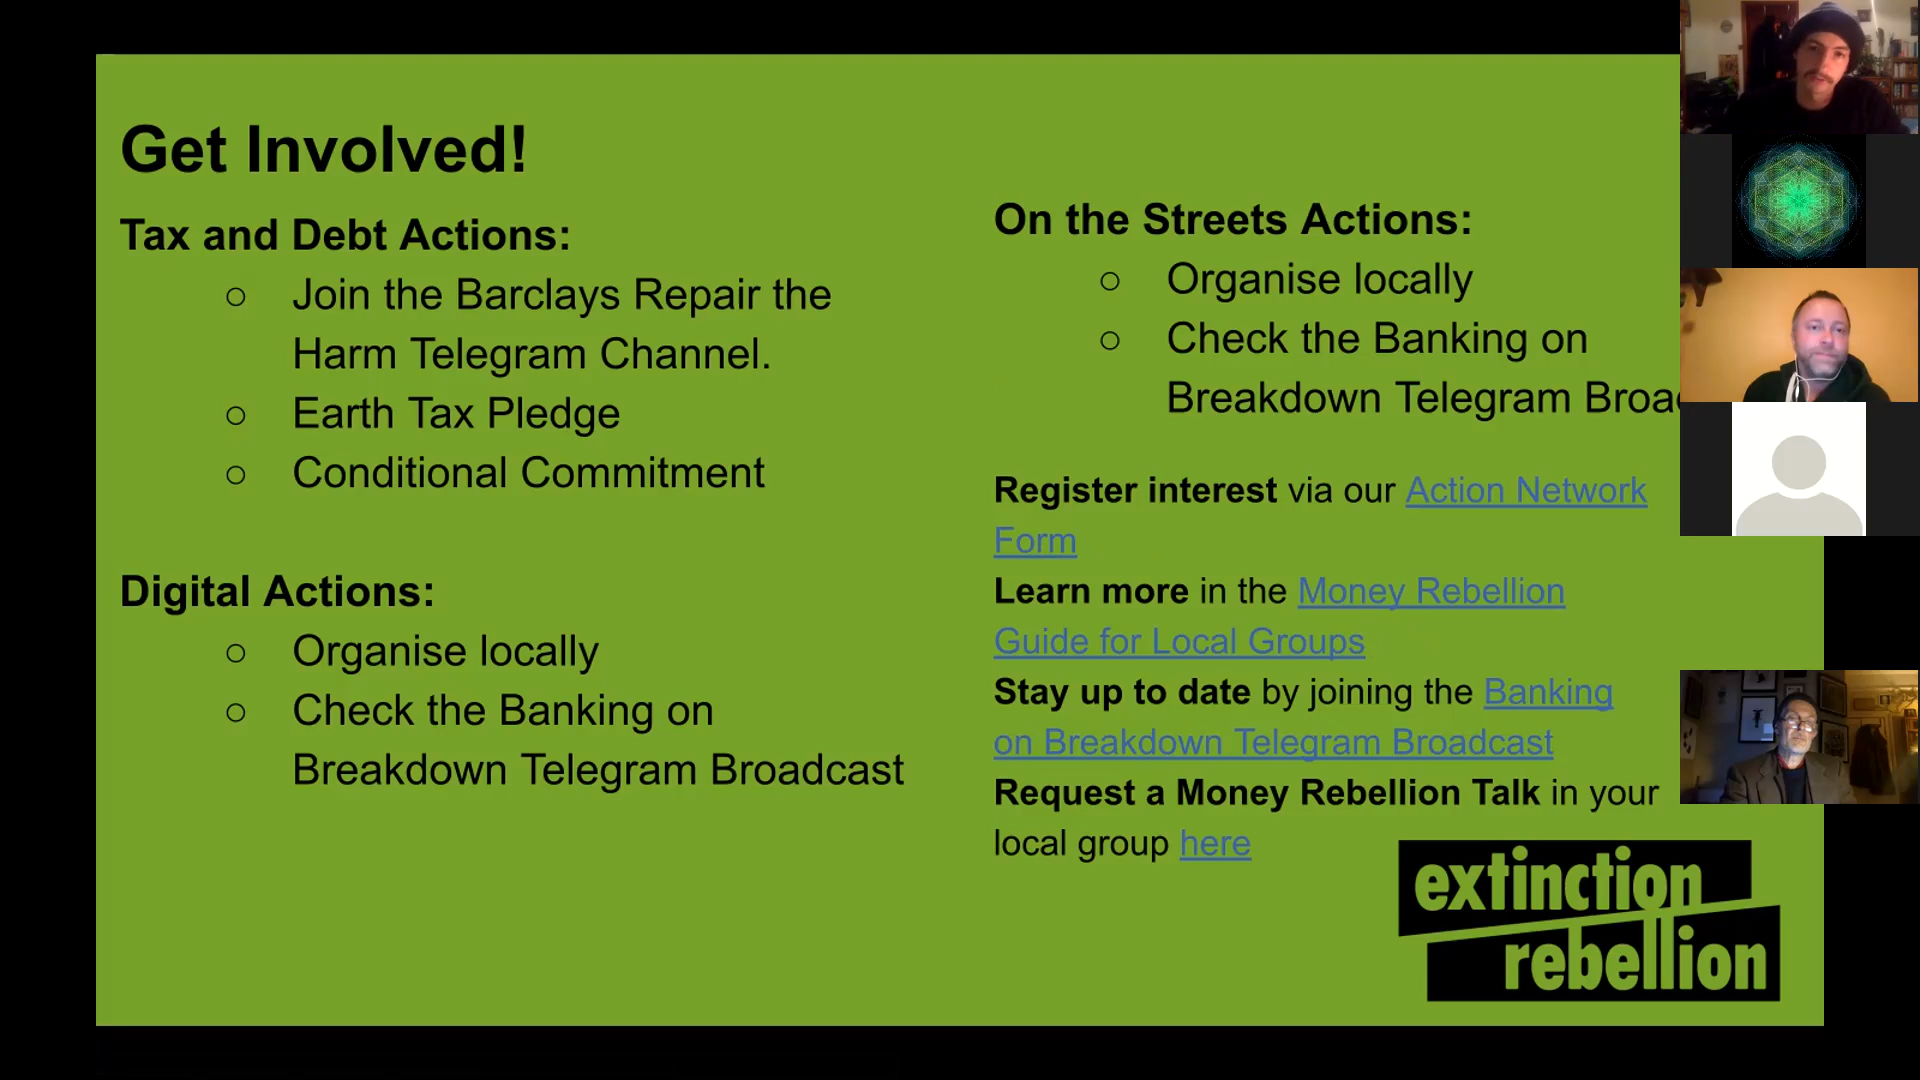 Get Involved!
Tax and Debt Actions:
○ Join the Barclays Repair the
Harm Telegram Channel.
○ Earth Tax Pledge
○ Conditional Commitment
Digital Actions:
○ Organise locally
○ Check the Banking on
Breakdown Telegram Broadcast
On the Streets Actions:
○ Organise locally
○ Check the Banking on
Breakdown Telegram Broad
Register interest via our Action Network
Form
Learn more in the Money Rebellion
Guide for Local Groups
Stay up to date by joining the Banking
on Breakdown Telegram Broadcast
Request a Money Rebellion Talk in your
local group here
extinction
rebellion